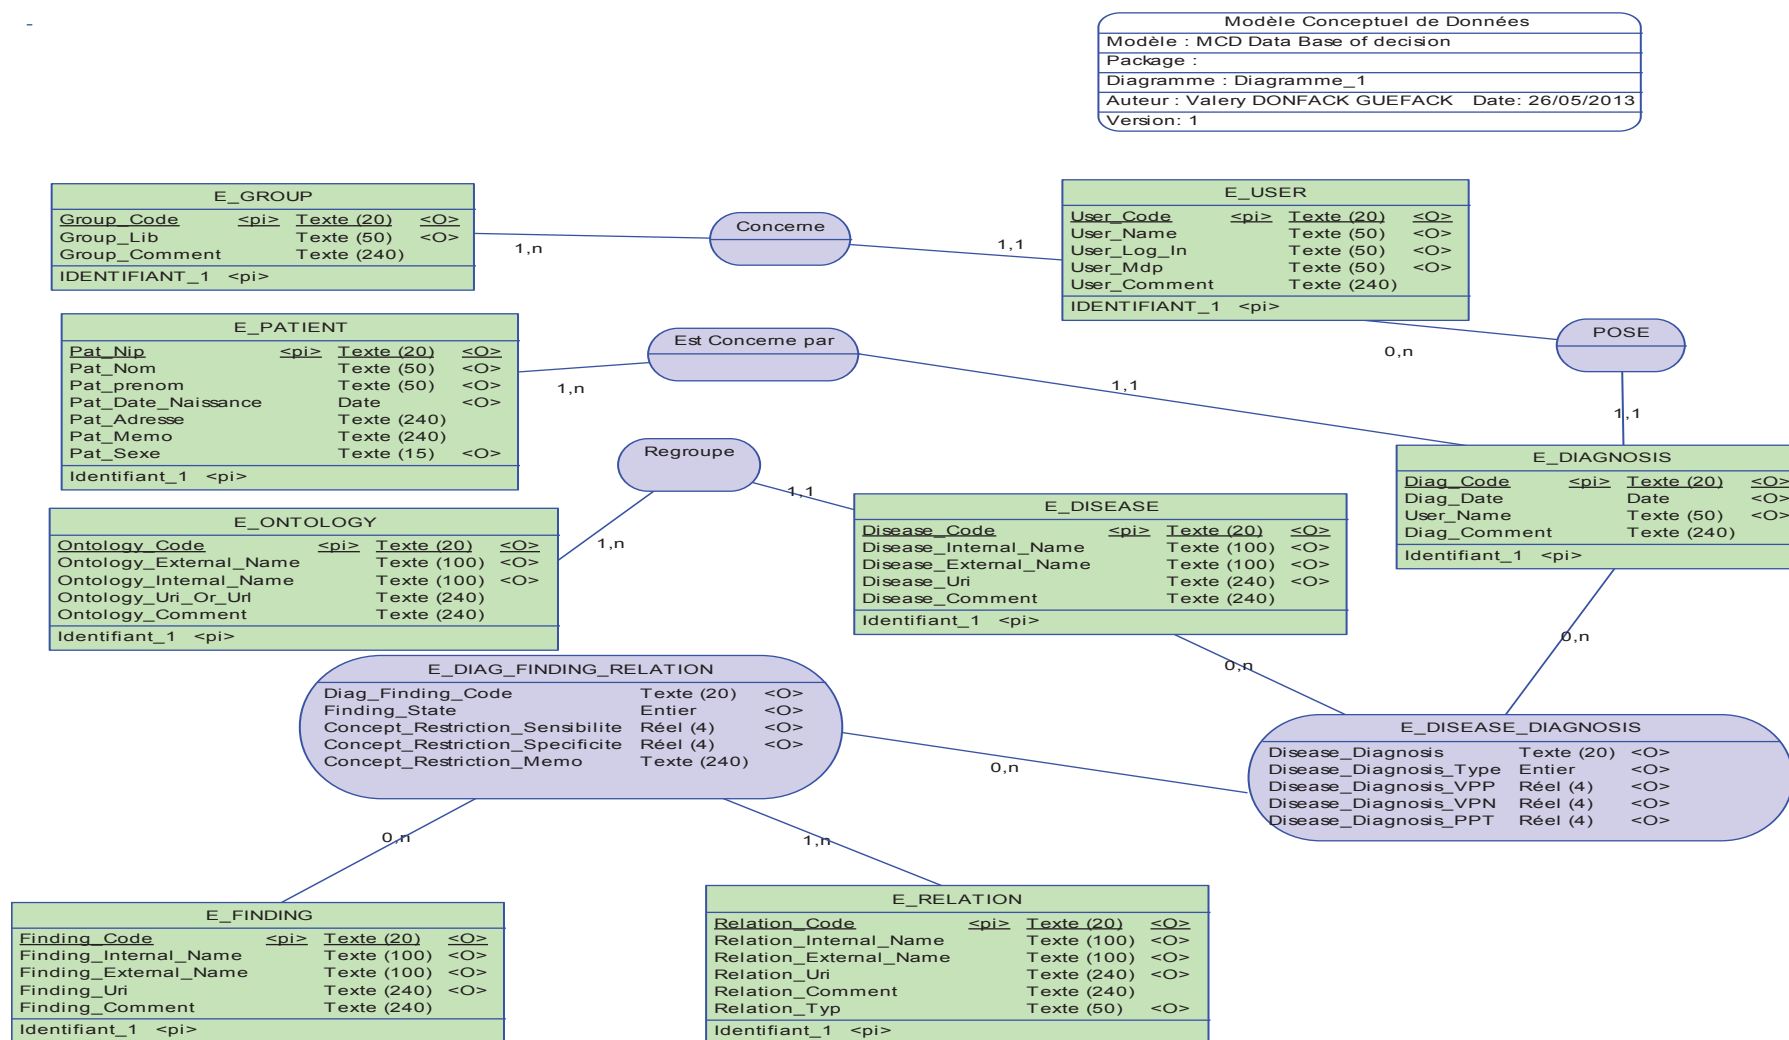 -
Modèle Conceptuel de Données
Modèle : MCD Data Base of decision
Package :
Diagramme : Diagramme_1
Auteur : Valery DONFACK GUEFACK Date: 26/05/2013
Version: 1
E_GROUP
Group_Code <pi> Texte (20) <O>
Group_Lib Texte (50) <O>
Group_Comment Texte (240)
IDENTIFIANT_1 <pi>
1,n
Concerne
1,1
E_USER
User_Code <pi> Texte (20) <O>
User_Name Texte (50) <O>
User_Log_In Texte (50) <O>
User_Mdp Texte (50) <O>
User_Comment Texte (240)
IDENTIFIANT_1 <pi>
0,n
POSE
1,1
E_PATIENT
Pat_Nip <pi> Texte (20) <O>
Pat_Nom Texte (50) <O>
Pat_prenom Texte (50) <O>
Pat_Date_Naissance Date <O>
Pat_Adresse Texte (240)
Pat_Memo Texte (240)
Pat_Sexe Texte (15) <O>
Identifiant_1 <pi>
1,n
Est Concerne par
1,1
E_DIAGNOSIS
Diag_Code <pi> Texte (20) <O>
Diag_Date Date <O>
User_Name Texte (50) <O>
Diag_Comment Texte (240)
Identifiant_1 <pi>
0,n
Regroupe
1,1
1,n
E_ONTOLOGY
Ontology_Code <pi> Texte (20) <O>
Ontology_External_Name Texte (100) <O>
Ontology_Internal_Name Texte (100) <O>
Ontology_Uri_Or_Url Texte (240)
Ontology_Comment Texte (240)
Identifiant_1 <pi>
E_DISEASE
Disease_Code <pi> Texte (20) <O>
Disease_Internal_Name Texte (100) <O>
Disease_External_Name Texte (100) <O>
Disease_Uri Texte (240) <O>
Disease_Comment Texte (240)
Identifiant_1 <pi>
0,n
E_DIAG_FINDING_RELATION
Diag_Finding_Code Texte (20) <O>
Finding_State Entier <O>
Concept_Restriction_Sensibilite Réel (4) <O>
Concept_Restriction_Specificite Réel (4) <O>
Concept_Restriction_Memo Texte (240)
0,n
E_DISEASE_DIAGNOSIS
Disease_Diagnosis Texte (20) <O>
Disease_Diagnosis_Type Entier <O>
Disease_Diagnosis_VPP Réel (4) <O>
Disease_Diagnosis_VPN Réel (4) <O>
Disease_Diagnosis_PPT Réel (4) <O>
0,n
1,n
E_FINDING
Finding_Code <pi> Texte (20) <O>
Finding_Internal_Name Texte (100) <O>
Finding_External_Name Texte (100) <O>
Finding_Uri Texte (240) <O>
Finding_Comment Texte (240)
Identifiant_1 <pi>
E_RELATION
Relation_Code <pi> Texte (20) <O>
Relation_Internal_Name Texte (100) <O>
Relation_External_Name Texte (100) <O>
Relation_Uri Texte (240) <O>
Relation_Comment Texte (240)
Relation_Typ Texte (50) <O>
Identifiant_1 <pi>